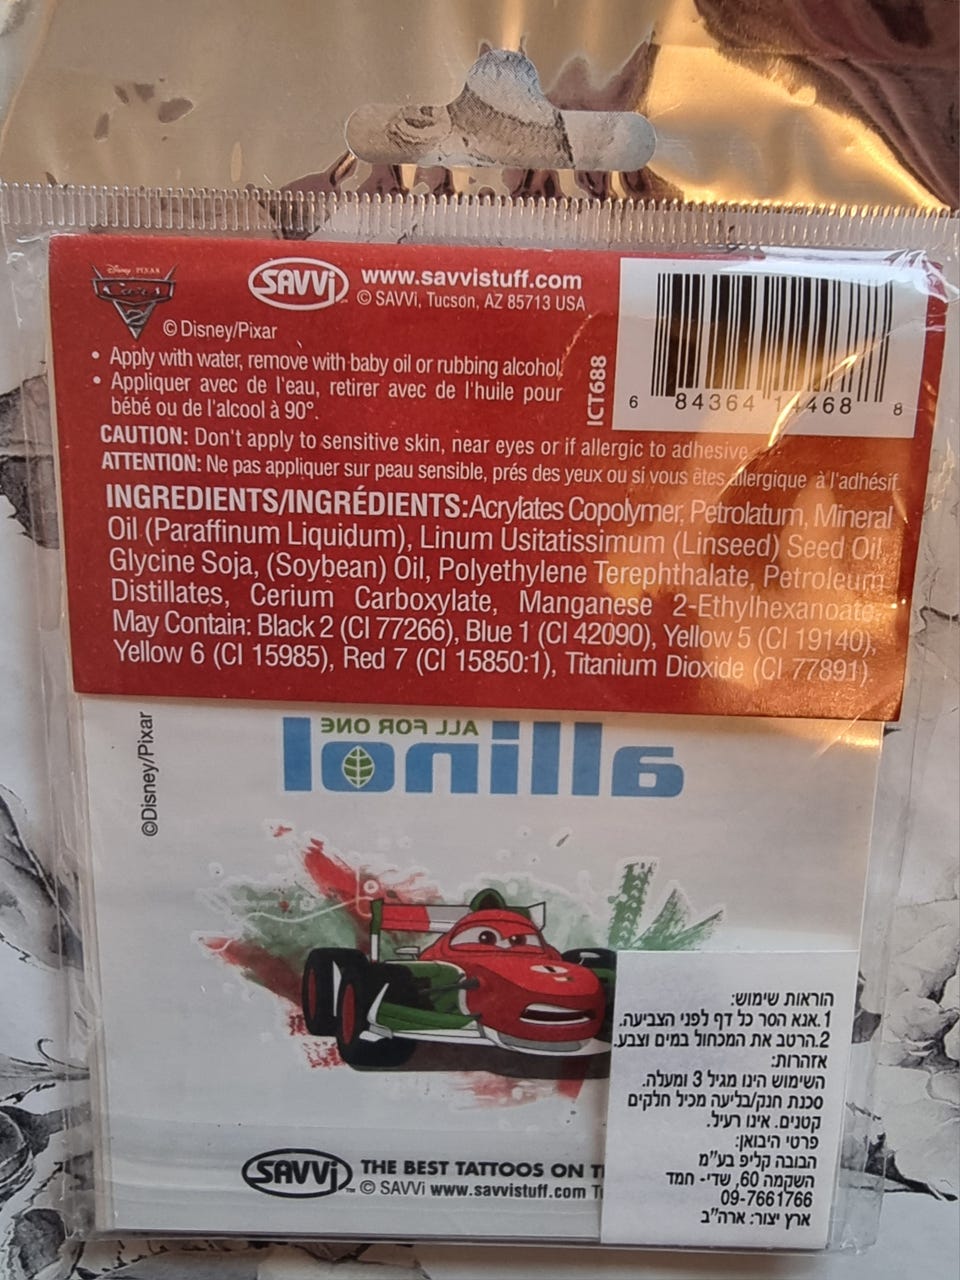 Disney PIXAR
Cars
2
© Disney/Pixar
SAVVi
www.savvistuff.com
© SAVVi, Tucson, AZ 85713 USA
ICT688
6 84364 14468 8
• Apply with water, remove with baby oil or rubbing alcohol.
• Appliquer avec de l'eau, retirer avec de l'huile pour
bébé ou de l'alcool à 90°.
CAUTION: Don't apply to sensitive skin, near eyes or if allergic to adhesive
ATTENTION: Ne pas appliquer sur peau sensible, prés des yeux ou si vous êtes allergique à l'adhésif.
INGREDIENTS/INGRÉDIENTS: Acrylates Copolymer, Petrolatum, Mineral
Oil (Paraffinum Liquidum), Linum Usitatissimum (Linseed) Seed Oil,
Glycine Soja, (Soybean) Oil, Polyethylene Terephthalate, Petroleum
Distillates, Cerium Carboxylate, Manganese 2-Ethylhexanoate.
May Contain: Black 2 (CI 77266), Blue 1 (CI 42090), Yellow 5 (CI 19140),
Yellow 6 (CI 15985), Red 7 (CI 15850:1), Titanium Dioxide (CI 77891).
©Disney/Pixar
ALL FOR ONE
allinol
1
הוראות שימוש:
1.אנא הסר כל דף לפני הצביעה.
2.הרטב את המכחול במים וצבע.
אזהרות:
השימוש הינו מגיל 3 ומעלה.
סכנת חנק/בליעה מכיל חלקים
קטנים. אינו רעיל.
פרטי היבואן:
הבובה קליפ בע"מ
השקמה 60, שדי- חמד
09-7661766
ארץ יצור: ארה"ב
SAVVi™
THE BEST TATTOOS ON T
© SAVVi www.savvistuff.com T